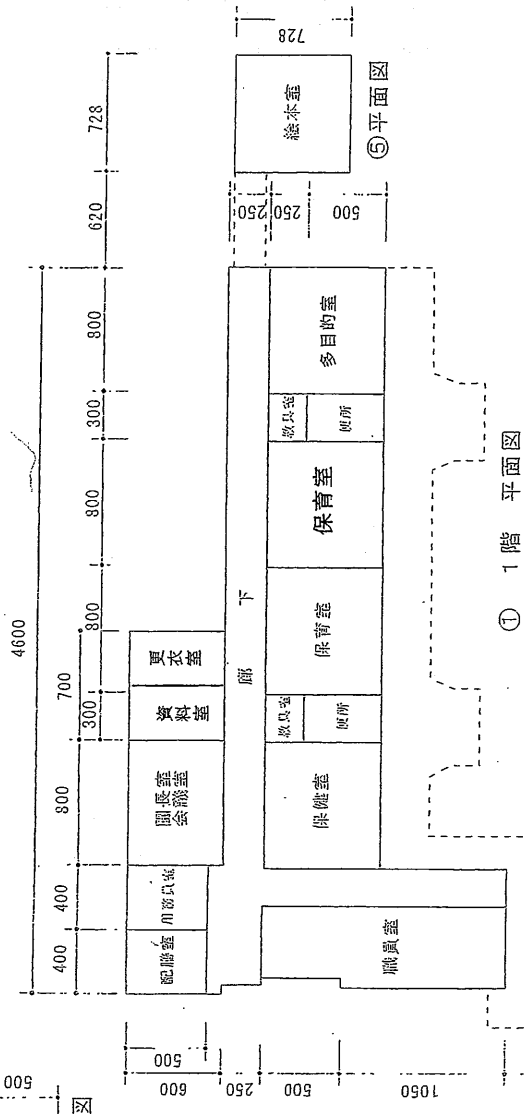 4600
728
620
800
300
800
800
700
300
800
400
400
728
絵本室
⑤平面図
250
250
500
更衣室
資料室
園長室
会議室
用務員室
配膳室
廊下
多目的室
教具室
便所
保育室
保育室
教具室
便所
保健室
職員室
500
600
250
500
1050
① 1階 平面図
500
図